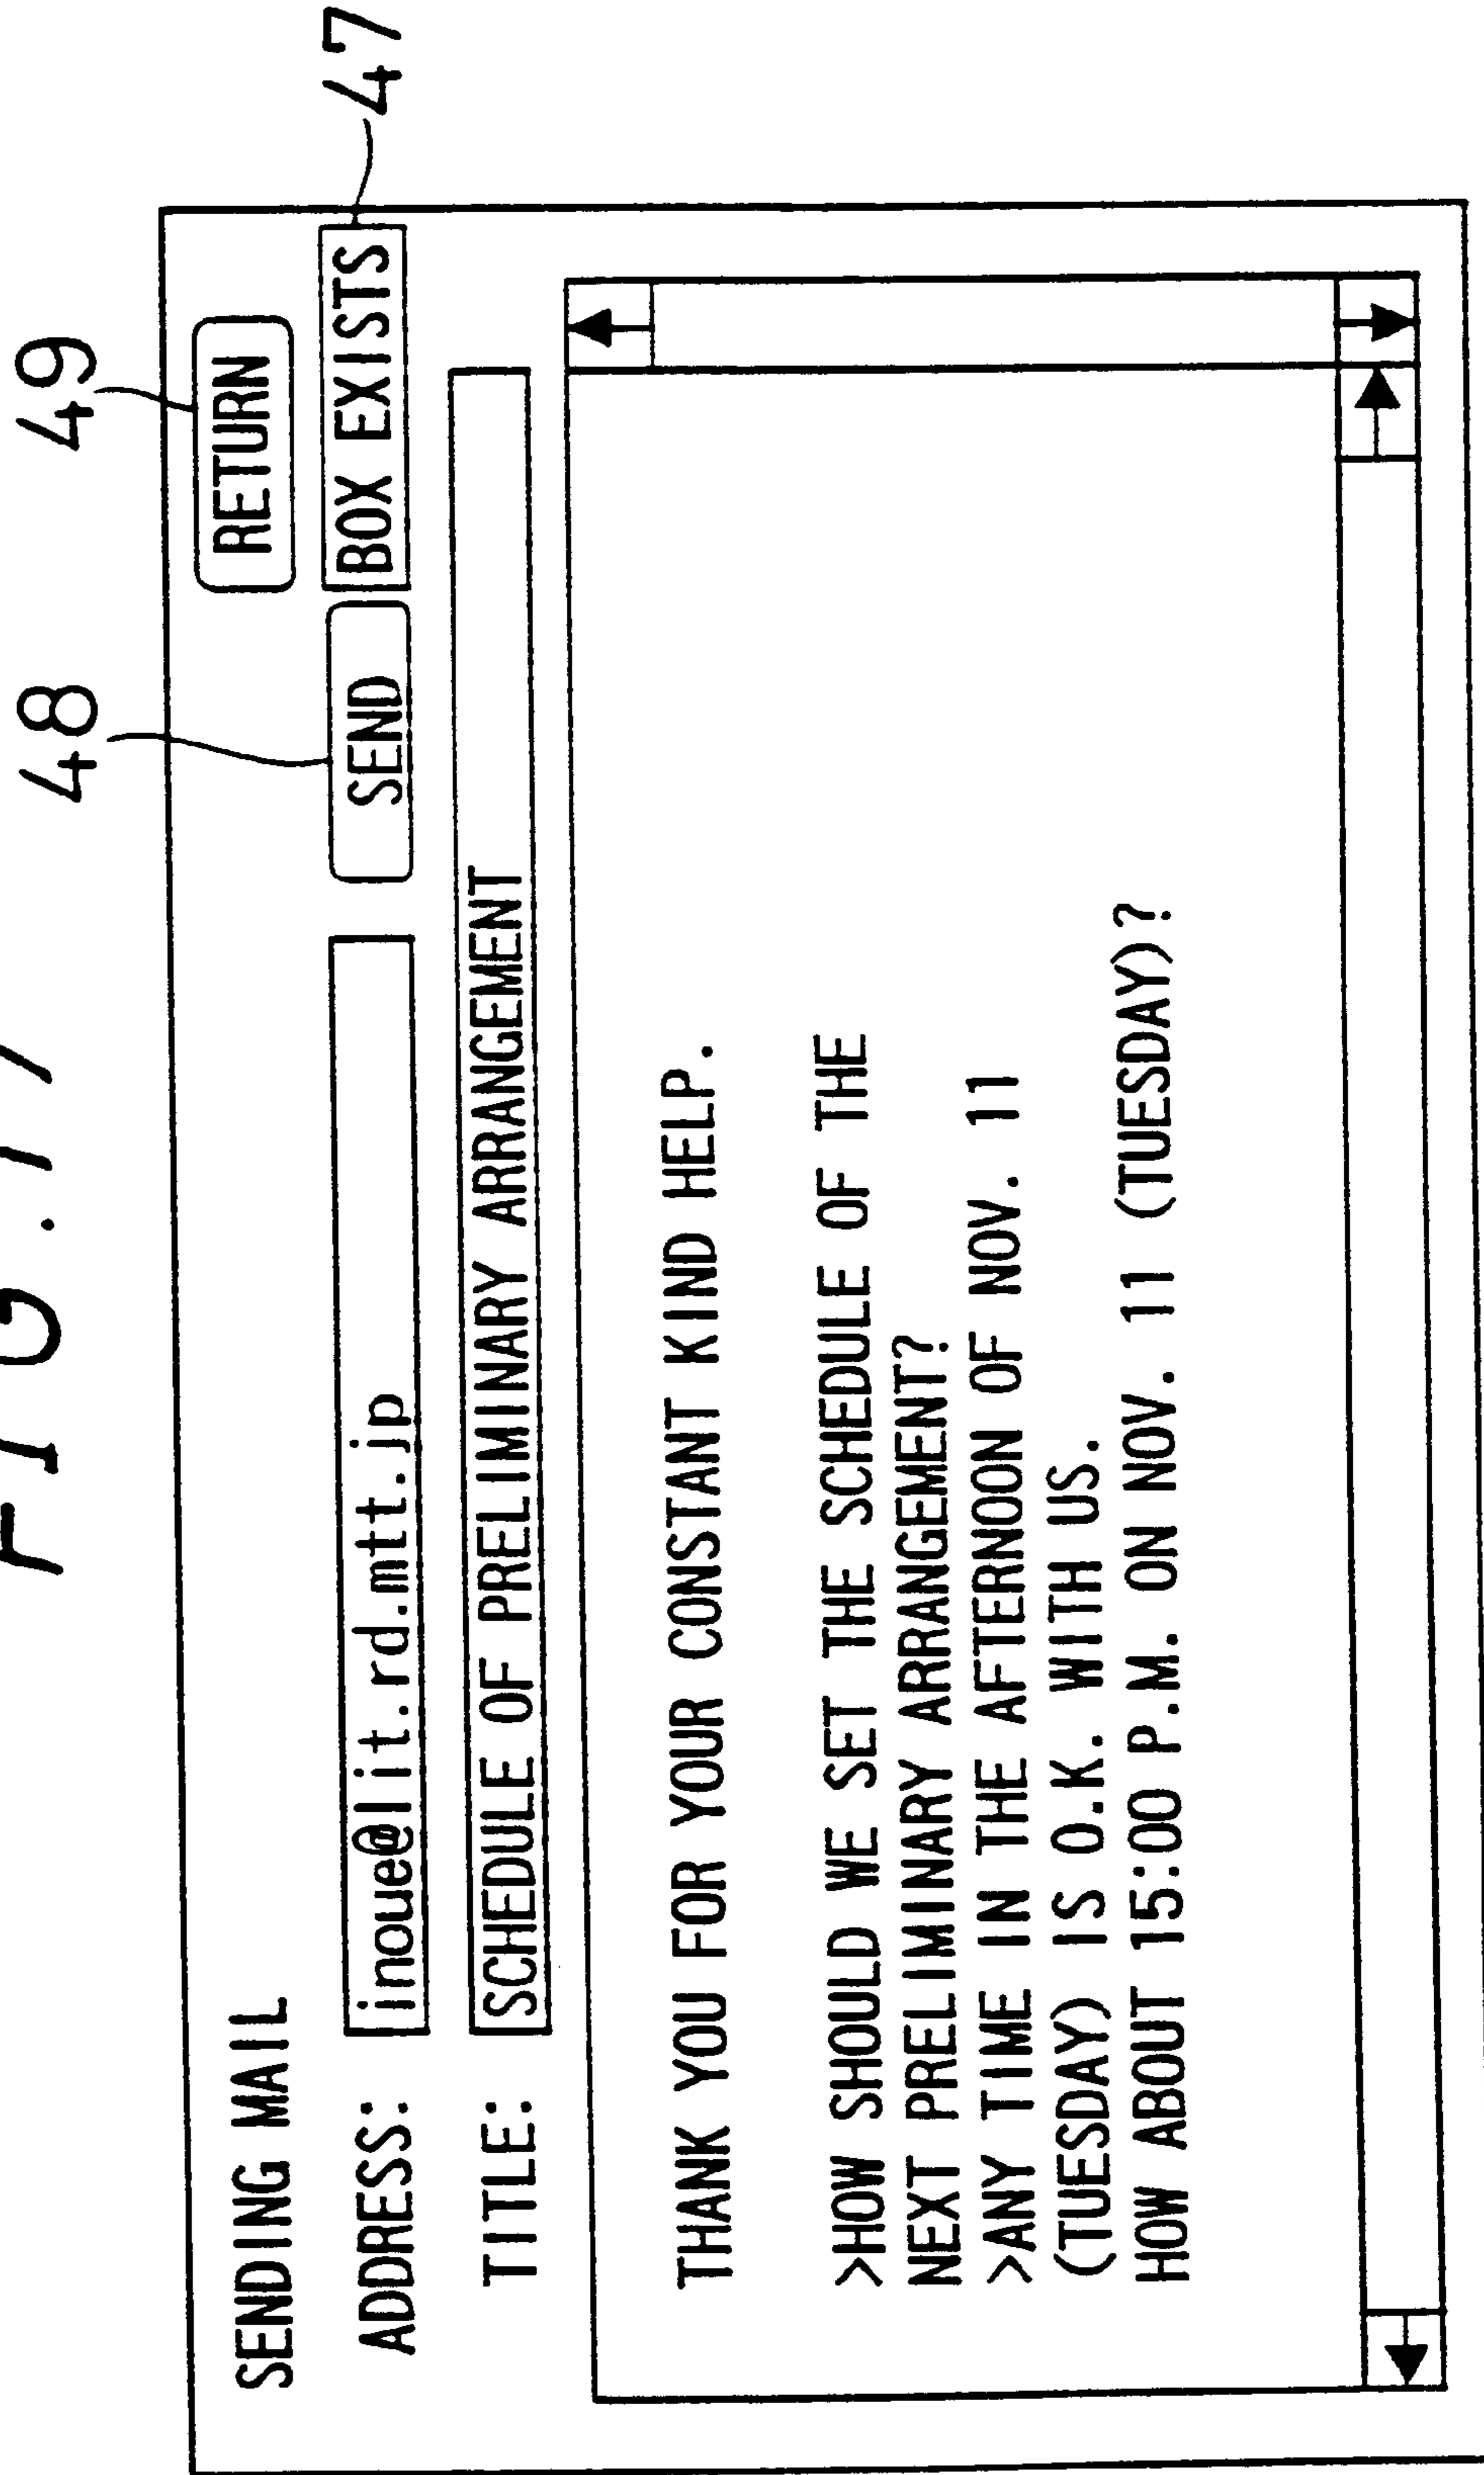 FIG.17
49
48
47
SENDING MAIL
RETURN
ADDRESS: inoue@lit.rd.mtt.jp SEND BOX EXISTS
TITLE: SCHEDULE OF PRELIMINARY ARRANGEMENT
THANK YOU FOR YOUR CONSTANT KIND HELP.
>HOW SHOULD WE SET THE SCHEDULE OF THE
NEXT PRELIMINARY ARRANGEMENT?
>ANY TIME IN THE AFTERNOON OF NOV. 11
(TUESDAY) IS O.K. WITH US.
HOW ABOUT 15:00 P.M. ON NOV. 11 (TUESDAY)?